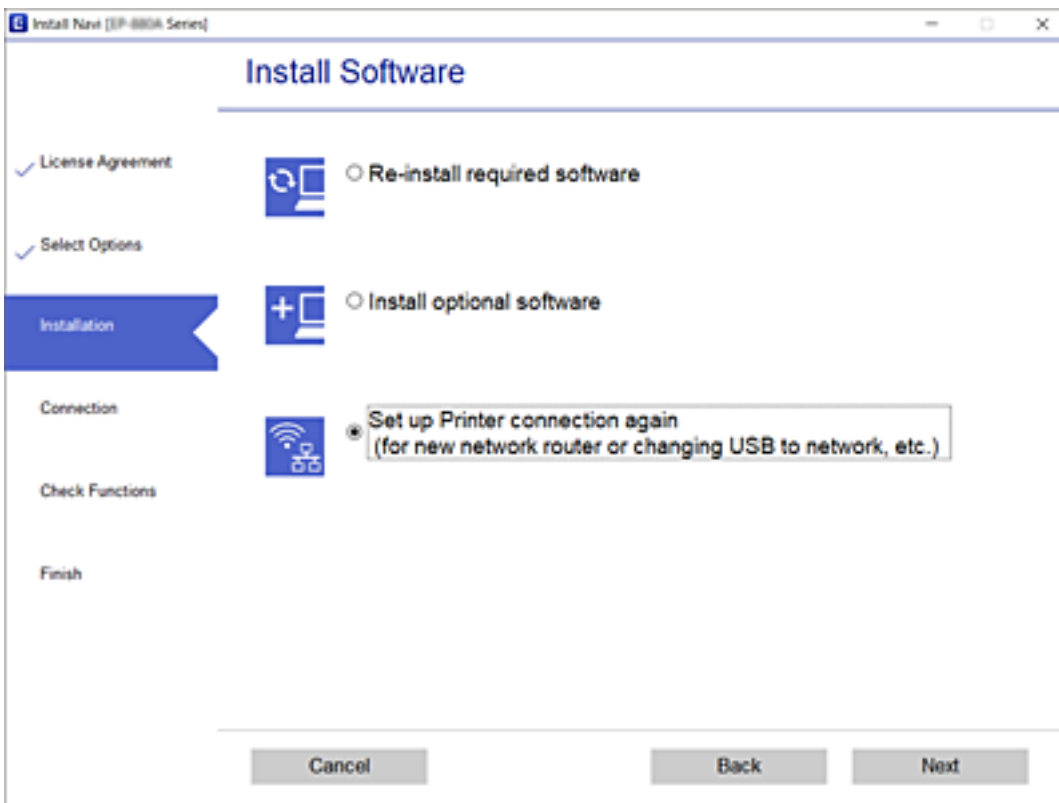 Install Navi [EP-880A Series]
Install Software
License Agreement
Select Options
Installation
Connection
Check Functions
Finish
Re-install required software
Install optional software
Set up Printer connection again
(for new network router or changing USB to network, etc.)
Cancel
Back
Next